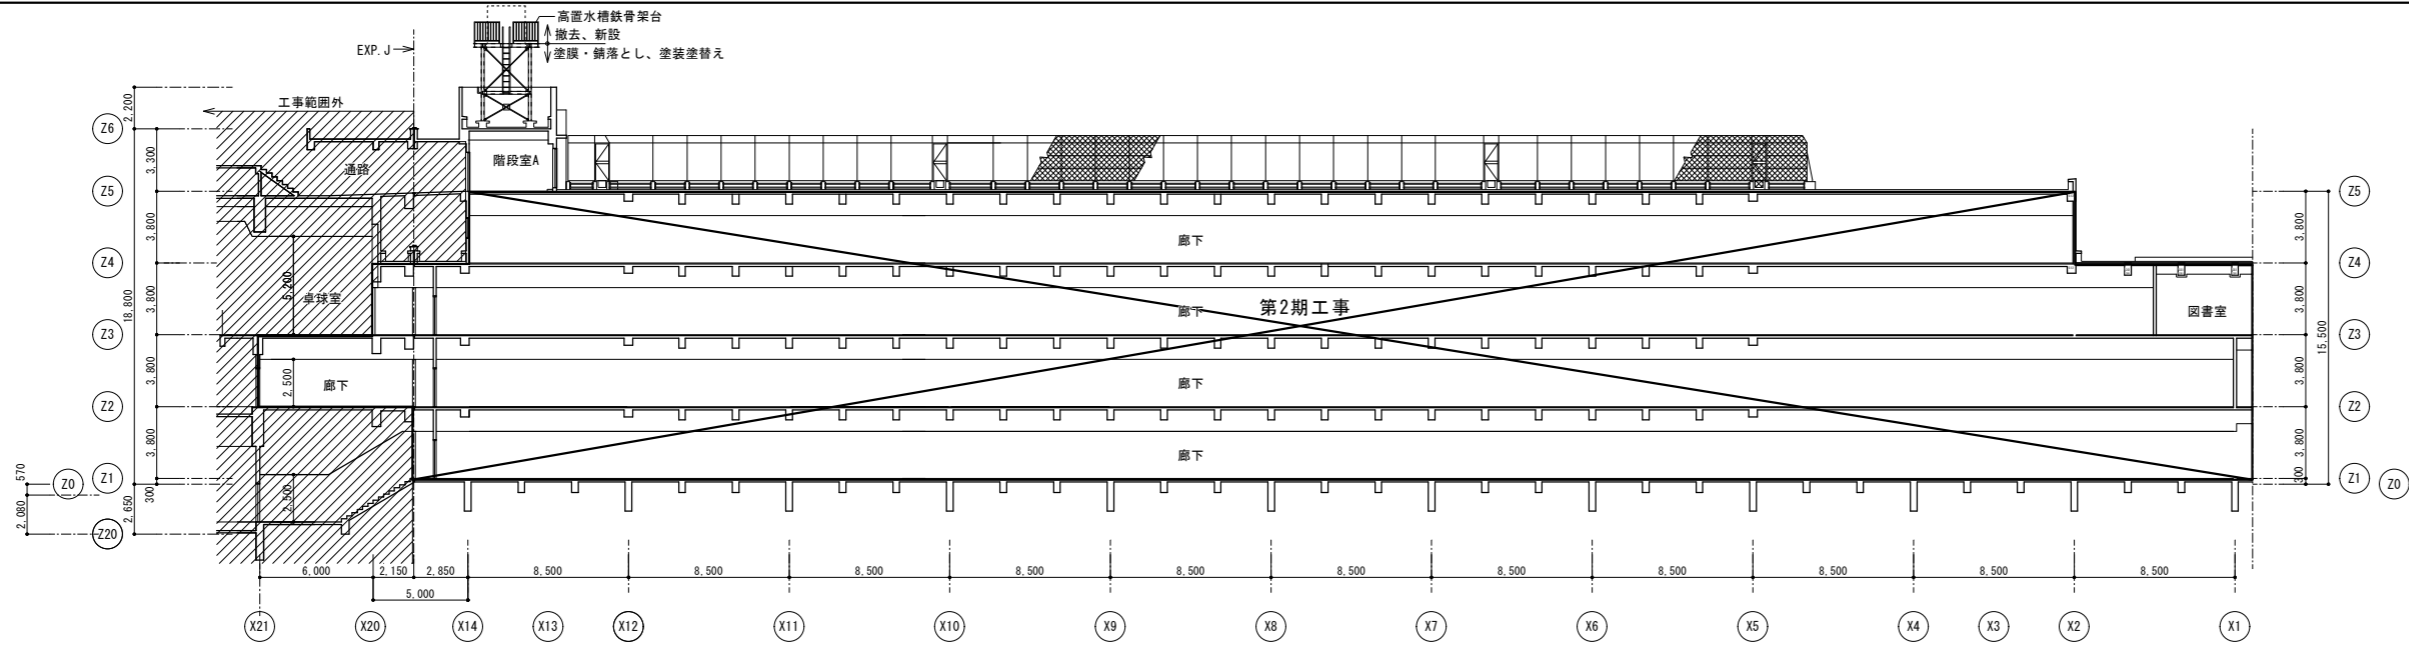 高置水槽鉄骨架台
撤去、新設
EXP.J
塗膜・錆落とし、塗装塗替え
工事範囲外
2,200
Z6
3,300
通路
階段室A
Z5
Z5
3,800
3,800
廊下
Z4
Z4
18,800
3,800
5,200
卓球室
廊下
第2期工事
図書室
3,800
15,500
Z3
Z3
3,800
2,500
廊下
廊下
3,800
Z2
Z2
3,800
廊下
3,800
570
Z0
Z1
300
2,500
300
Z1
Z0
2,080
2,650
Z20
6,000
2,150
2,850
8,500
8,500
8,500
8,500
8,500
8,500
8,500
8,500
8,500
8,500
8,500
5,000
X21
X20
X14
X13
X12
X11
X10
X9
X8
X7
X6
X5
X4
X3
X2
X1